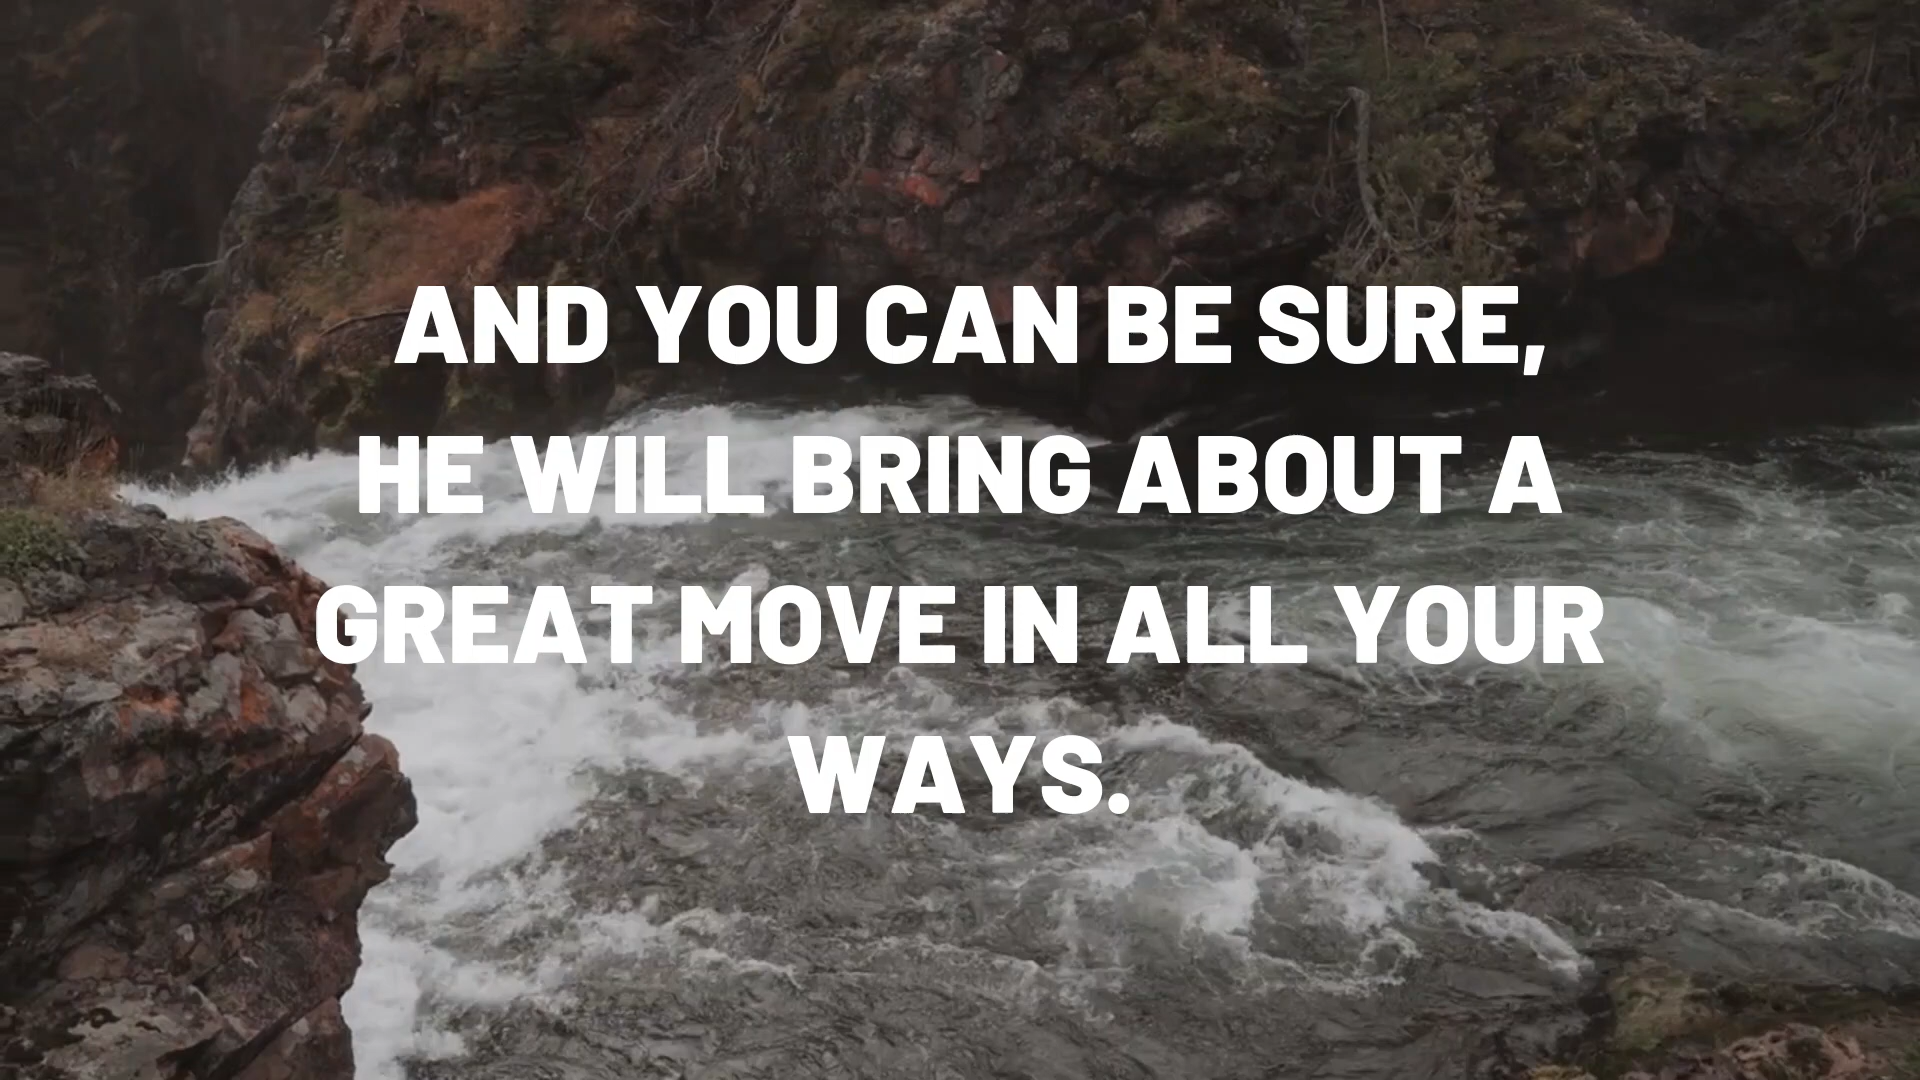 AND YOU CAN BE SURE,
HE WILL BRING ABOUT A
GREAT MOVE IN ALL YOUR
WAYS.